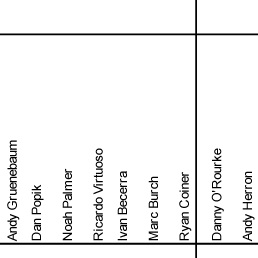 Andy Gruenebaum
Dan Popik
Noah Palmer
Ricardo Virtuoso
Ivan Becerra
Marc Burch
Ryan Coiner
Danny O'Rourke
Andy Herron